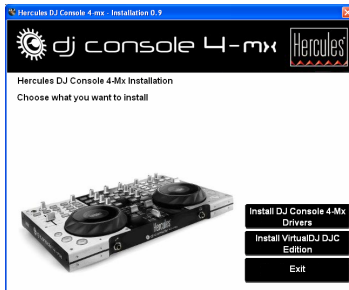 Hercules DJ Console 4-mx - Installation 0.9
dj console 4-mx
Hercules
Hercules DJ Console 4-Mx Installation
Choose what you want to install
Hercules
Install DJ Console 4-Mx
Drivers
Install VirtualDJ DJC
Edition
Exit